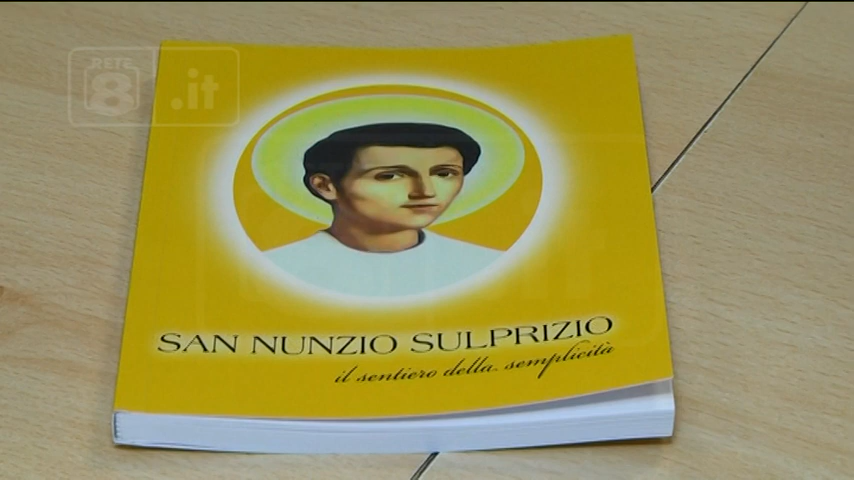 RETE
8 .it
SAN NUNZIO SULPRIZIO
il sentiero della semplicità